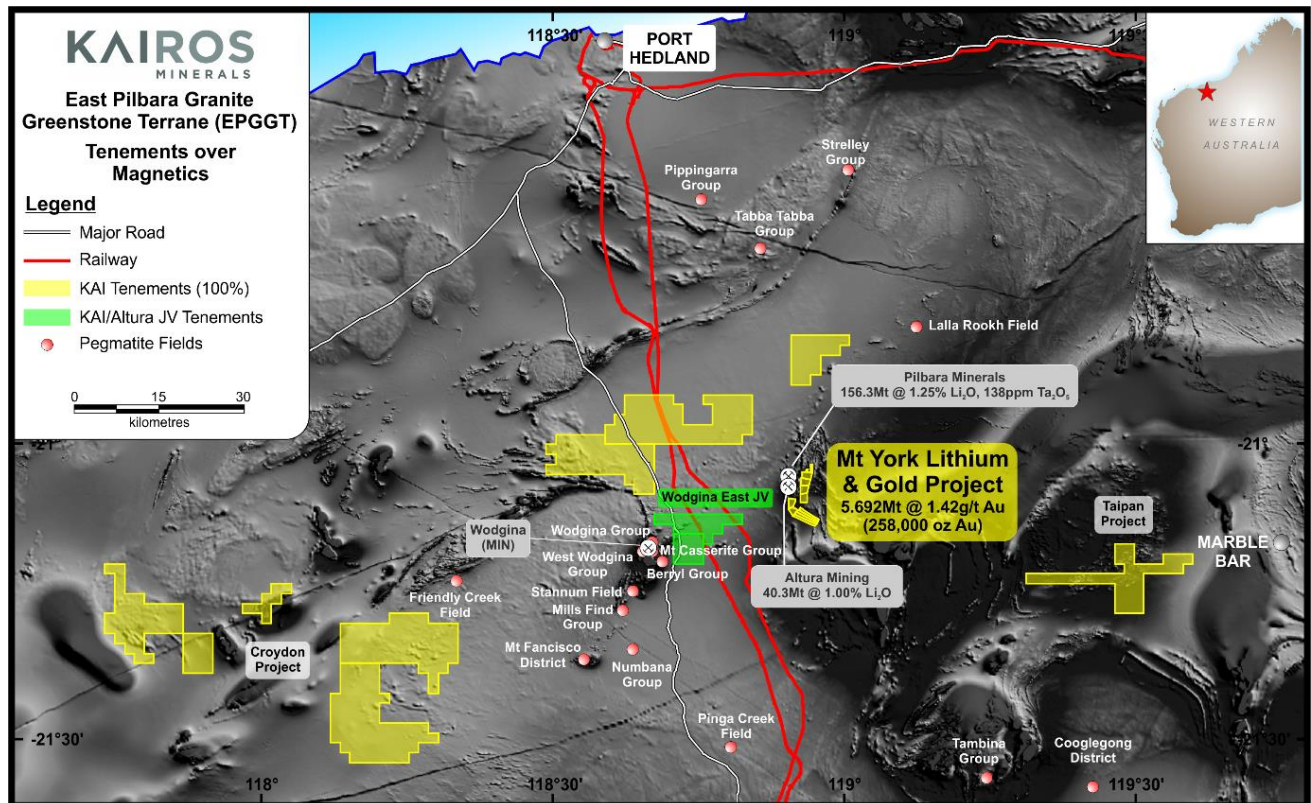 KAIROS
MINERALS
East Pilbara Granite
Greenstone Terrane (EPGGT)
Tenements over
Magnetics
Legend
Major Road
Railway
KAI Tenements (100%)
KAI/Altura JV Tenements
Pegmatite Fields
0 15 30
kilometres
118°30'
PORT
HEDLAND
119°
119°
WESTERN
AUSTRALIA
Strelley
Group
Pippingarra
Group
Tabba Tabba
Group
Lalla Rookh Field
Pilbara Minerals
156.3Mt @ 1.25% Li₂O, 138ppm Ta₂O₅
-21°
-21°
Mt York Lithium
& Gold Project
5.692Mt @ 1.42g/t Au
(258,000 oz Au)
Wodgina East JV
Taipan
Project
MARBLE
BAR
Wodgina
(MIN)
Wodgina Group
West Wodgina
Group
Mt Casserite Group
Berryl Group
Altura Mining
40.3Mt @ 1.00% Li₂O
Stahnum Field
Mills Find
Group
Friendly Creek
Field
Mt Fancisco
District
Numbana
Group
Croydon
Project
Pinga Creek
Field
Tambina
Group
Cooglegong
District
-21°30'
-21°30'
118°
118°30'
119°
119°30'